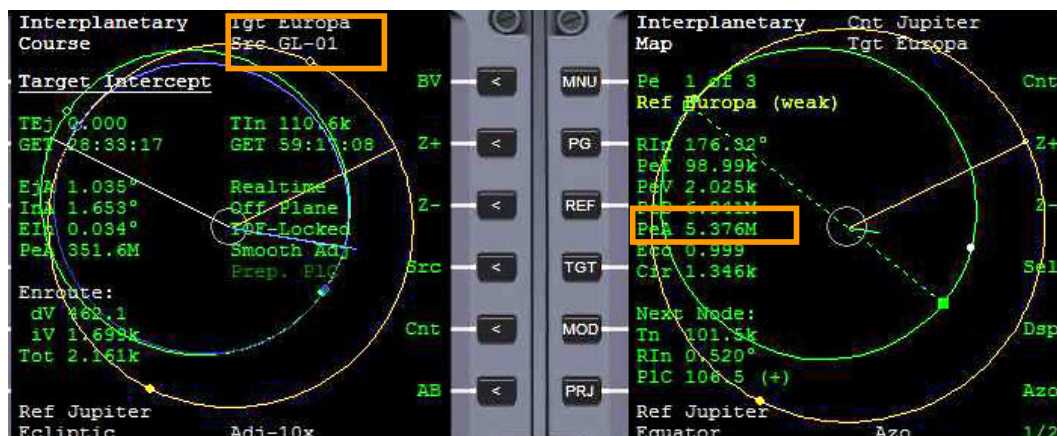 Interplanetary Tgt Europa
Course Src GL-01
Target Intercept
TEj 0.000 TIn 110.6k
GET 28:33:17
EjA 1.035° Realtime
InA 1.653° Off Plane
EIn 0.034° TOF-Locked
PeA 351.6M Smooth Adj
Prep. PlC
Enroute:
dV 462.1
iV 1.699k
Tot 2.161k
Ref Jupiter
Ecliptic Adj-10x
BV < MNU
Z+ < PG
Z- < REF
Src < TGT
Cnt < MOD
AB < PRJ
Interplanetary Cnt Jupiter
Map Tgt Europa
Pe 1 of 3
Ref Europa (weak)
RIn 176.32°
PeT 98.99k
PeV 2.025k
PeA 5.376M
Ecc 0.999
Cir 1.346k
Next Node:
Tn 101.5k
RIn 0.520°
PlC 106.5 (+)
Ref Jupiter
Equator Azo
Cnt
Z+
Z-
Sel
Dsp
Azo
1/2